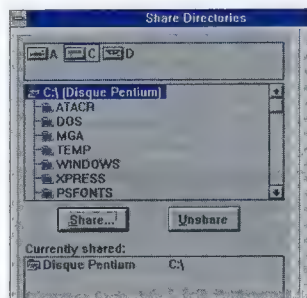 Share Directories
A C D
C:\ [Disque Pentium]
ATACR
DOS
MGA
TEMP
WINDOWS
XPRESS
PSFONTS
Share... Unshare
Currently shared:
Disque Pentium C:\